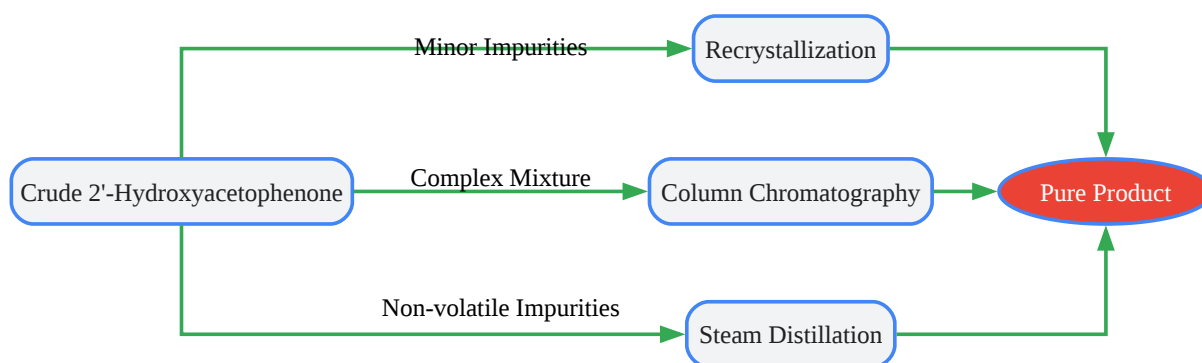 Minor Impurities
Recrystallization
Crude 2'-Hydroxyacetophenone
Complex Mixture
Column Chromatography
Pure Product
Non-volatile Impurities
Steam Distillation